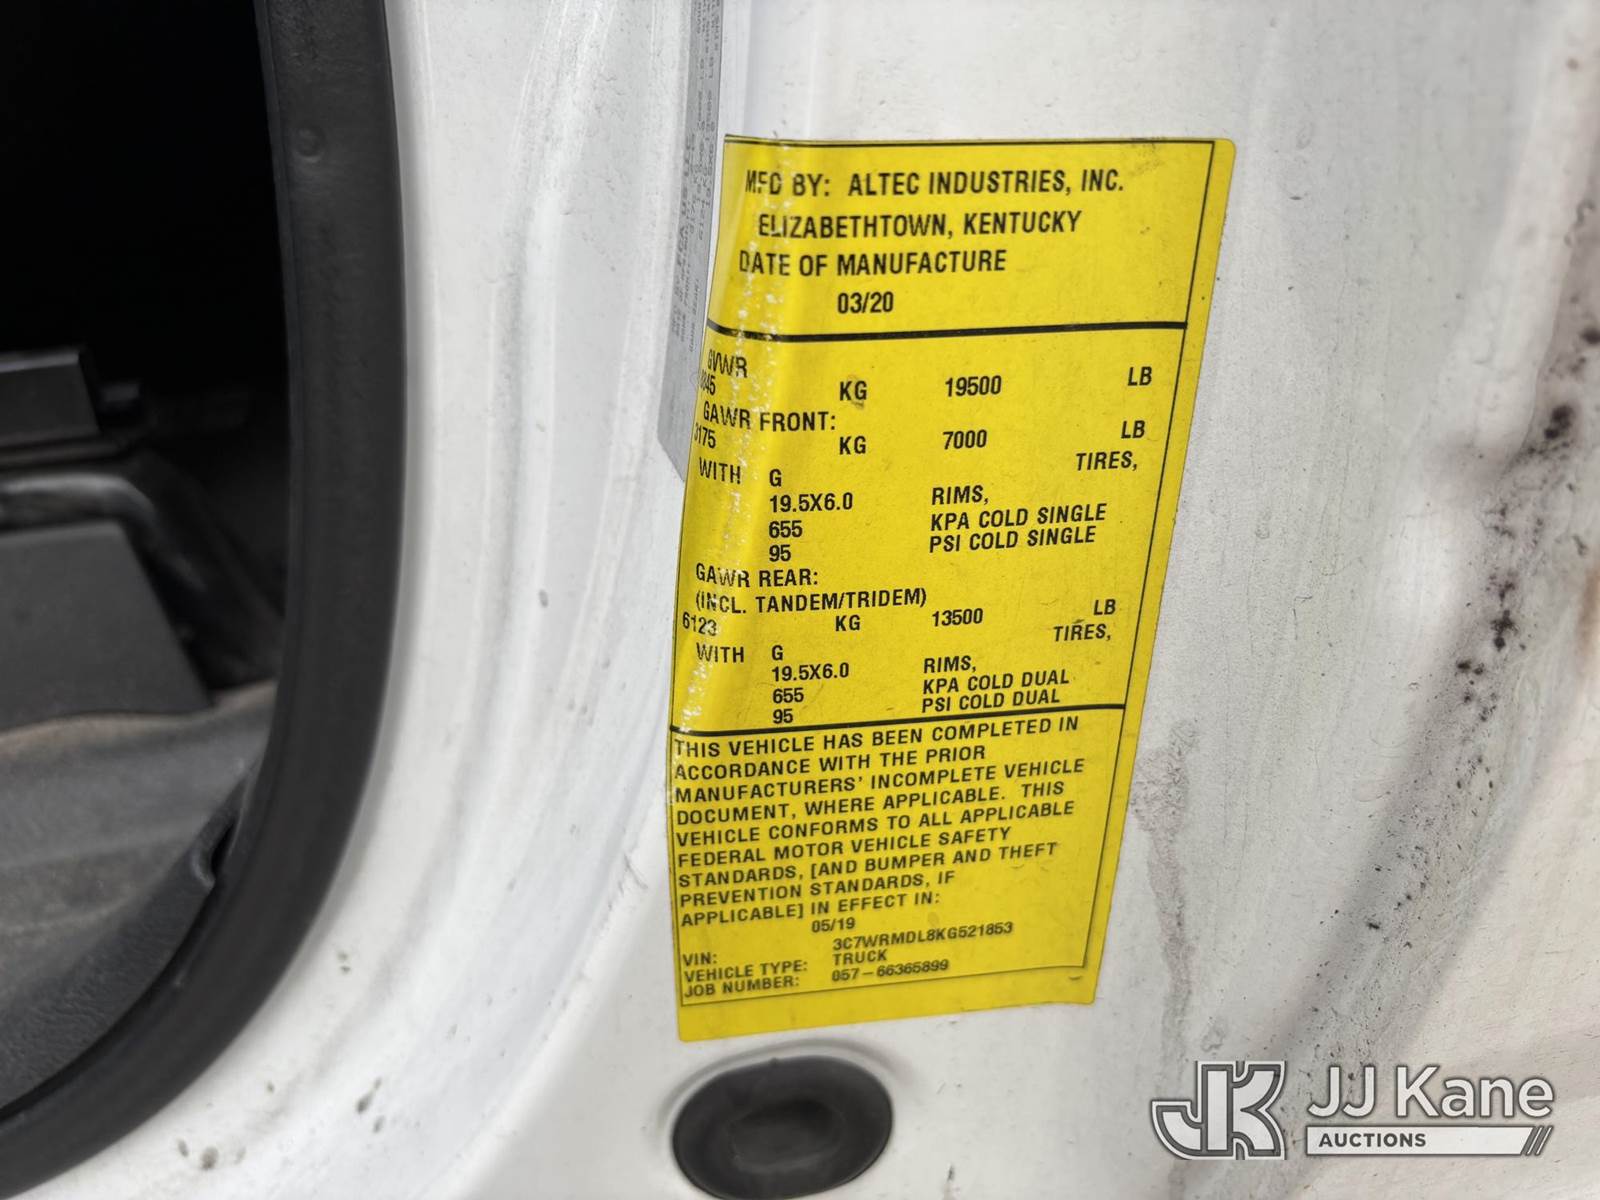 MFD BY: ALTEC INDUSTRIES, INC.
ELIZABETHTOWN, KENTUCKY
DATE OF MANUFACTURE
03/20
GVWR
8845 KG 19500 LB
GAWR FRONT:
3175 KG 7000 LB
WITH G TIRES,
19.5X6.0 RIMS,
655 KPA COLD SINGLE
95 PSI COLD SINGLE
GAWR REAR:
(INCL. TANDEM/TRIDEM)
6123 KG 13500 LB
WITH G TIRES,
19.5X6.0 RIMS,
655 KPA COLD DUAL
95 PSI COLD DUAL
THIS VEHICLE HAS BEEN COMPLETED IN
ACCORDANCE WITH THE PRIOR
MANUFACTURERS' INCOMPLETE VEHICLE
DOCUMENT, WHERE APPLICABLE. THIS
VEHICLE CONFORMS TO ALL APPLICABLE
FEDERAL MOTOR VEHICLE SAFETY
STANDARDS, [AND BUMPER AND THEFT
PREVENTION STANDARDS, IF
APPLICABLE] IN EFFECT IN:
05/19
VIN: 3C7WRMDL8KG521853
VEHICLE TYPE: TRUCK
JOB NUMBER: 057-66365899
JK JJ Kane
AUCTIONS